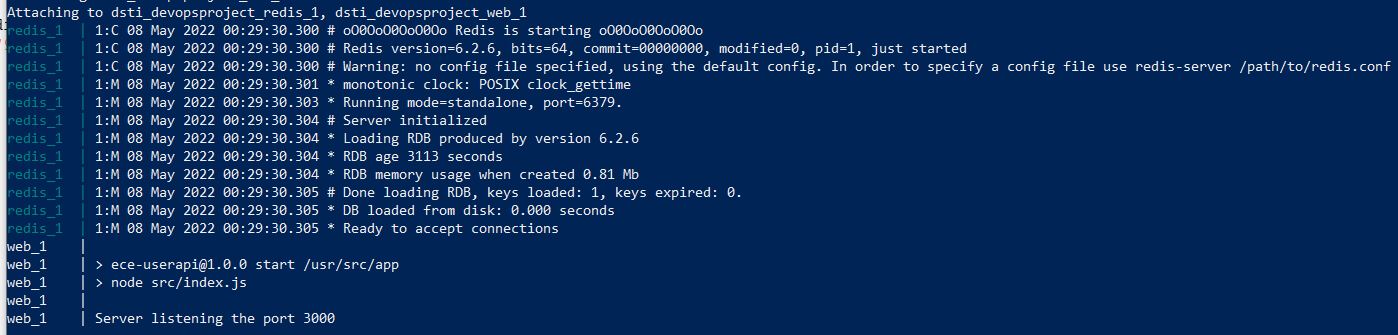 Attaching to dsti_devopsproject_redis_1, dsti_devopsproject_web_1
redis_1  | 1:C 08 May 2022 00:29:30.300 # oO0OoO0OoO0Oo Redis is starting oO0OoO0OoO0Oo
redis_1  | 1:C 08 May 2022 00:29:30.300 # Redis version=6.2.6, bits=64, commit=00000000, modified=0, pid=1, just started
redis_1  | 1:C 08 May 2022 00:29:30.300 # Warning: no config file specified, using the default config. In order to specify a config file use redis-server /path/to/redis.conf
redis_1  | 1:M 08 May 2022 00:29:30.301 * monotonic clock: POSIX clock_gettime
redis_1  | 1:M 08 May 2022 00:29:30.303 * Running mode=standalone, port=6379.
redis_1  | 1:M 08 May 2022 00:29:30.304 # Server initialized
redis_1  | 1:M 08 May 2022 00:29:30.304 * Loading RDB produced by version 6.2.6
redis_1  | 1:M 08 May 2022 00:29:30.304 * RDB age 3113 seconds
redis_1  | 1:M 08 May 2022 00:29:30.304 * RDB memory usage when created 0.81 Mb
redis_1  | 1:M 08 May 2022 00:29:30.305 # Done loading RDB, keys loaded: 1, keys expired: 0.
redis_1  | 1:M 08 May 2022 00:29:30.305 * DB loaded from disk: 0.000 seconds
redis_1  | 1:M 08 May 2022 00:29:30.305 * Ready to accept connections
web_1    |
web_1    | > ece-userapi@1.0.0 start /usr/src/app
web_1    | > node src/index.js
web_1    |
web_1    | Server listening the port 3000